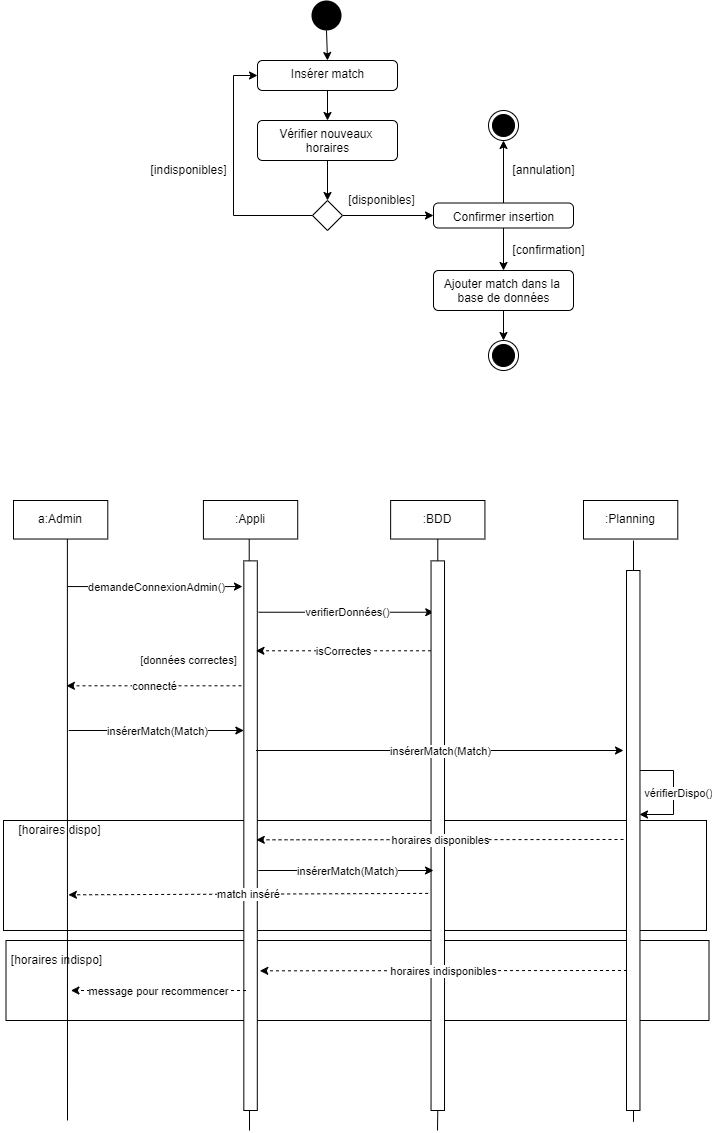 Insérer match
Vérifier nouveaux
horaires
[indisponibles]
[annulation]
[disponibles]
Confirmer insertion
[confirmation]
Ajouter match dans la
base de données
a:Admin
:Appli
:BDD
:Planning
demandeConnexionAdmin()
verifierDonnées()
isCorrectes
[données correctes]
connecté
insérerMatch(Match)
insérerMatch(Match)
vérifierDispo()
[horaires dispo]
horaires disponibles
insérerMatch(Match)
match inséré
[horaires indispo]
horaires indisponibles
message pour recommencer